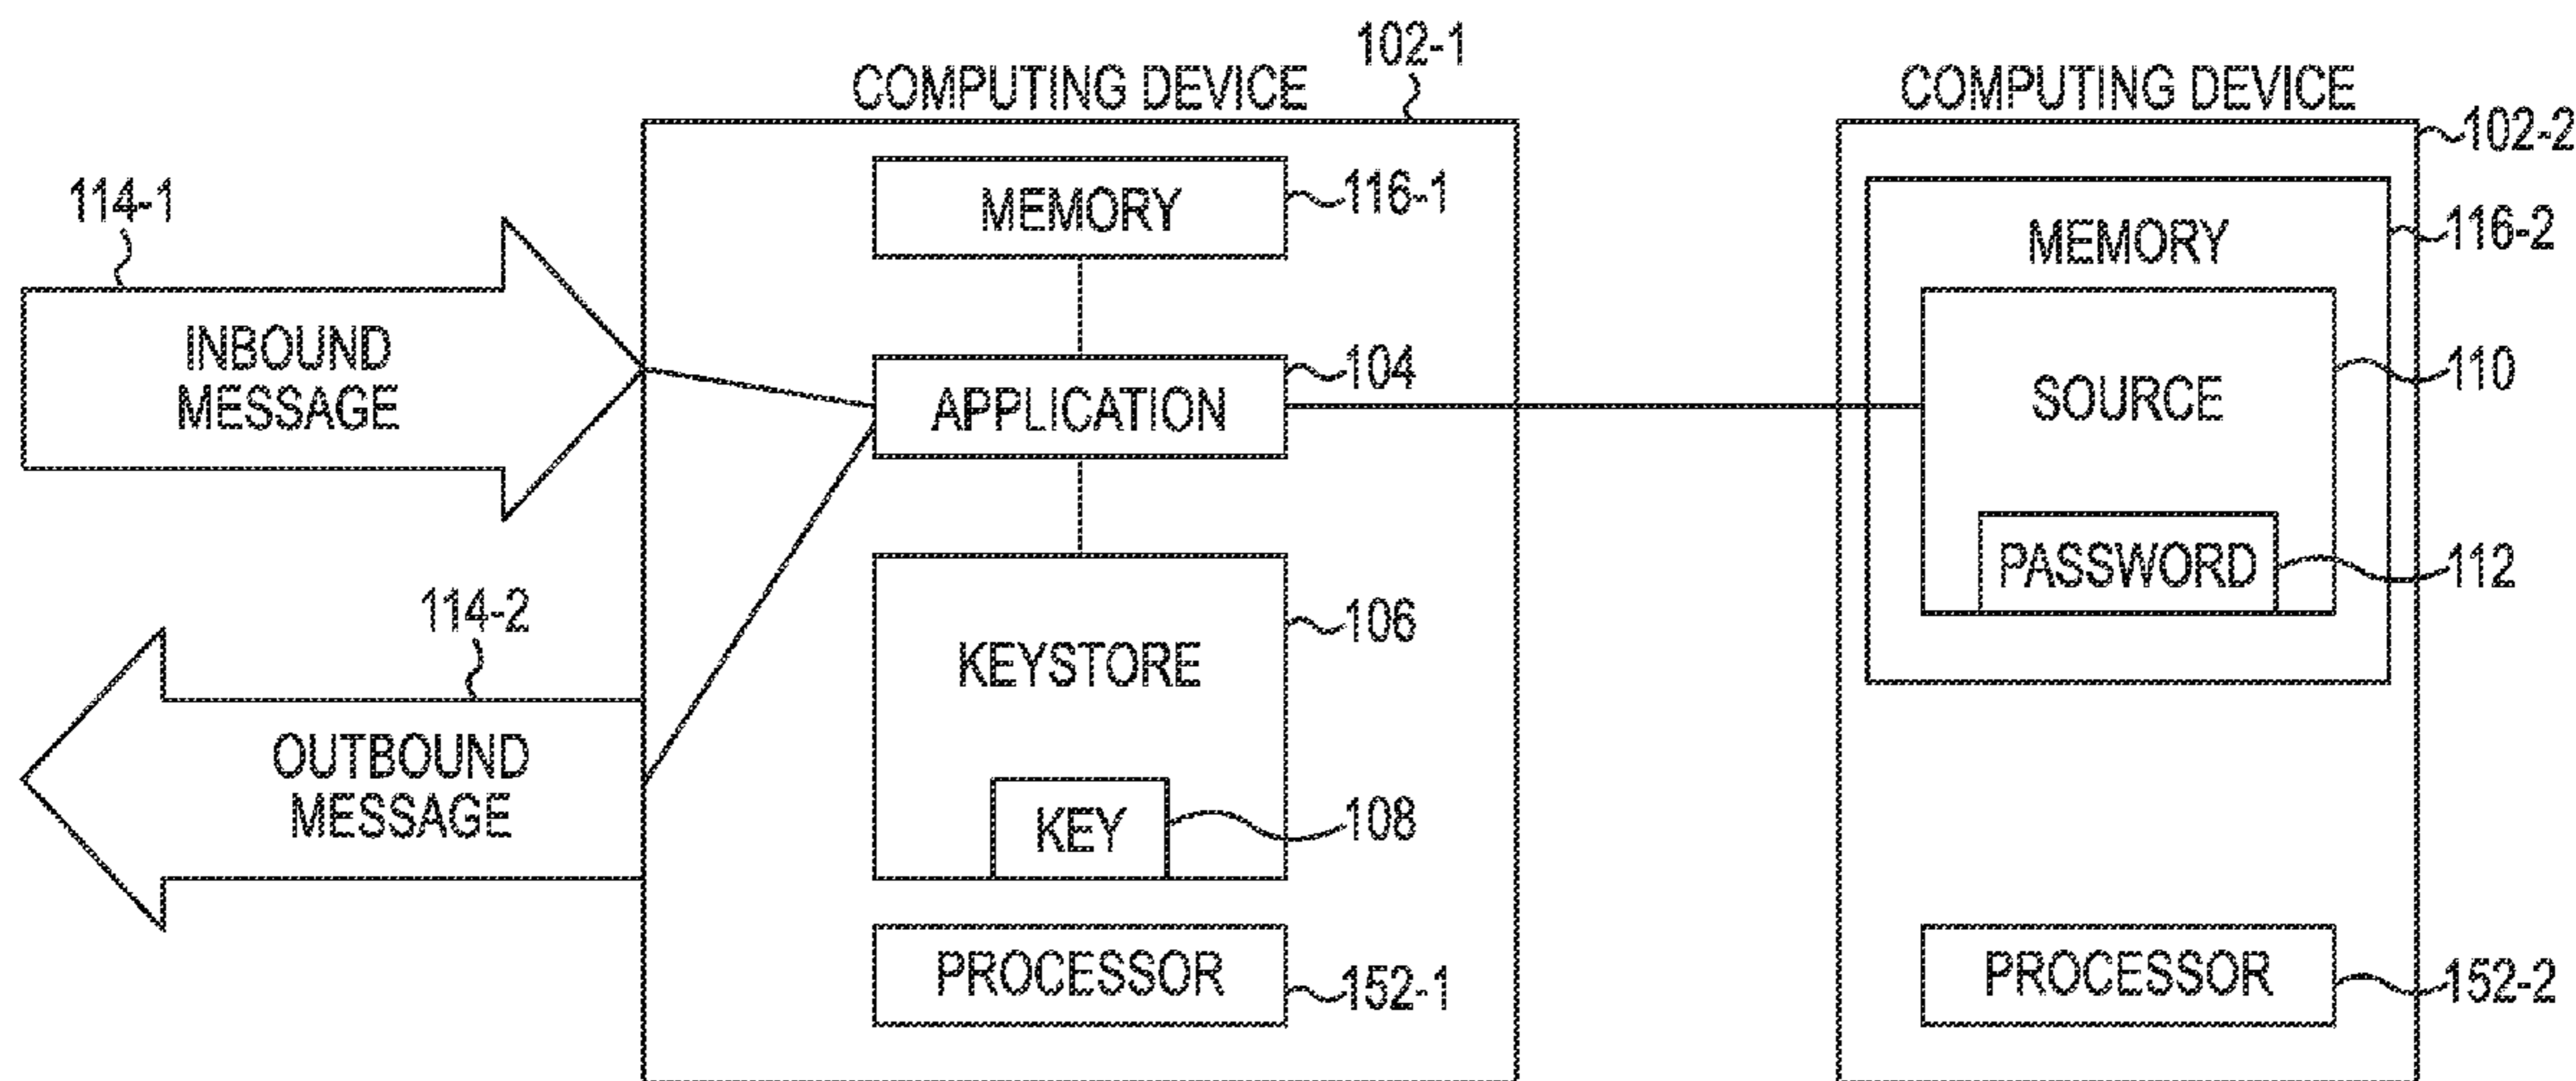 102-1
COMPUTING DEVICE
COMPUTING DEVICE
102-2
114-1
MEMORY
116-1
MEMORY
116-2
INBOUND
MESSAGE
APPLICATION
104
SOURCE
110
PASSWORD
112
114-2
KEYSTORE
106
OUTBOUND
MESSAGE
KEY
108
PROCESSOR
152-1
PROCESSOR
152-2